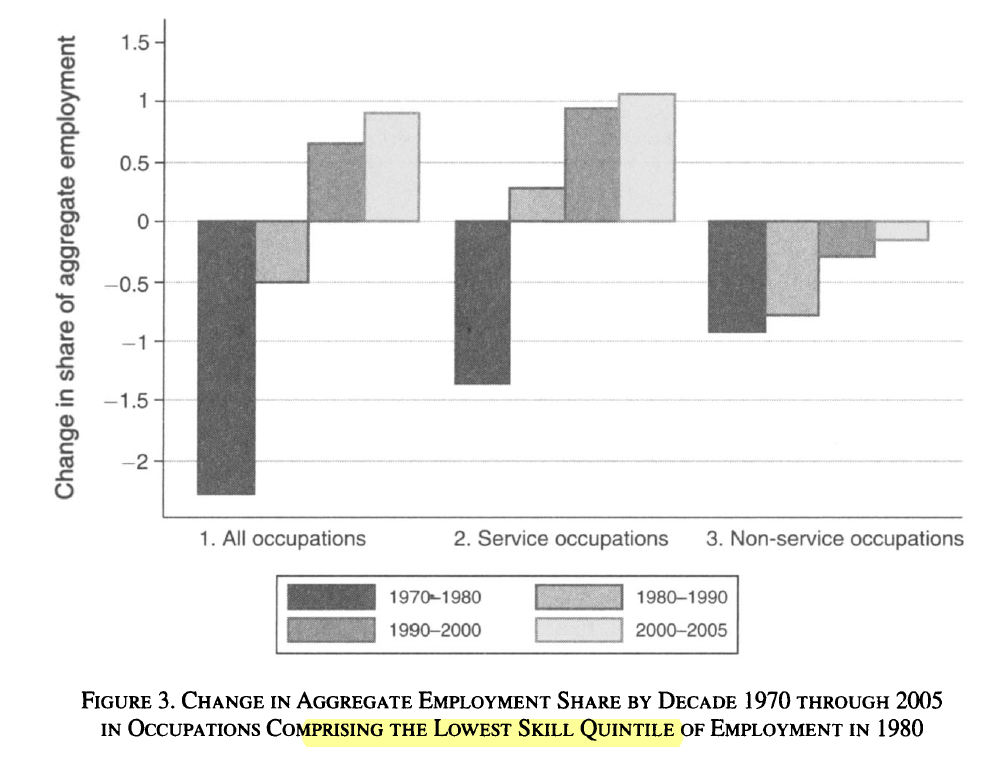 Change in share of aggregate employment
1.5
1
0.5
0
−0.5
−1
−1.5
−2
1. All occupations 2. Service occupations 3. Non-service occupations
1970–1980 1980–1990
1990–2000 2000–2005
FIGURE 3. CHANGE IN AGGREGATE EMPLOYMENT SHARE BY DECADE 1970 THROUGH 2005
IN OCCUPATIONS COMPRISING THE LOWEST SKILL QUINTILE OF EMPLOYMENT IN 1980